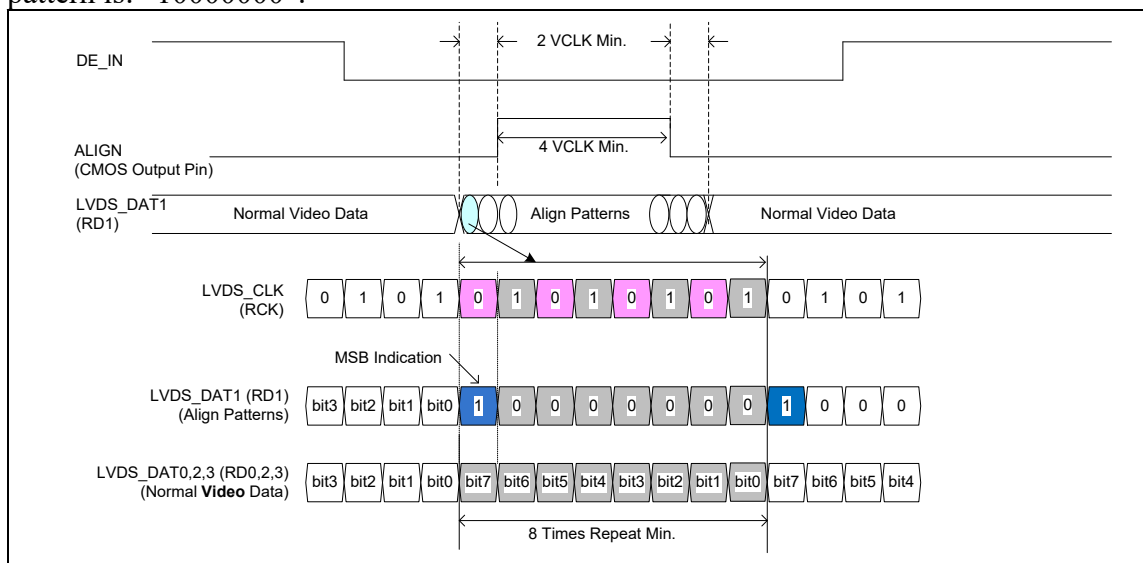 pattern is: "10000000".
2 VCLK Min.
DE_IN
4 VCLK Min.
ALIGN
(CMOS Output Pin)
LVDS_DAT1
(RD1)
Normal Video Data Align Patterns Normal Video Data
LVDS_CLK
(RCK)
0 1 0 1 0 1 0 1 0 1 0 1 0 1 0 1
MSB Indication
LVDS_DAT1 (RD1)
(Align Patterns)
bit3 bit2 bit1 bit0 1 0 0 0 0 0 0 0 1 0 0 0
LVDS_DAT0,2,3 (RD0,2,3)
(Normal Video Data)
bit3 bit2 bit1 bit0 bit7 bit6 bit5 bit4 bit3 bit2 bit1 bit0 bit7 bit6 bit5 bit4
8 Times Repeat Min.